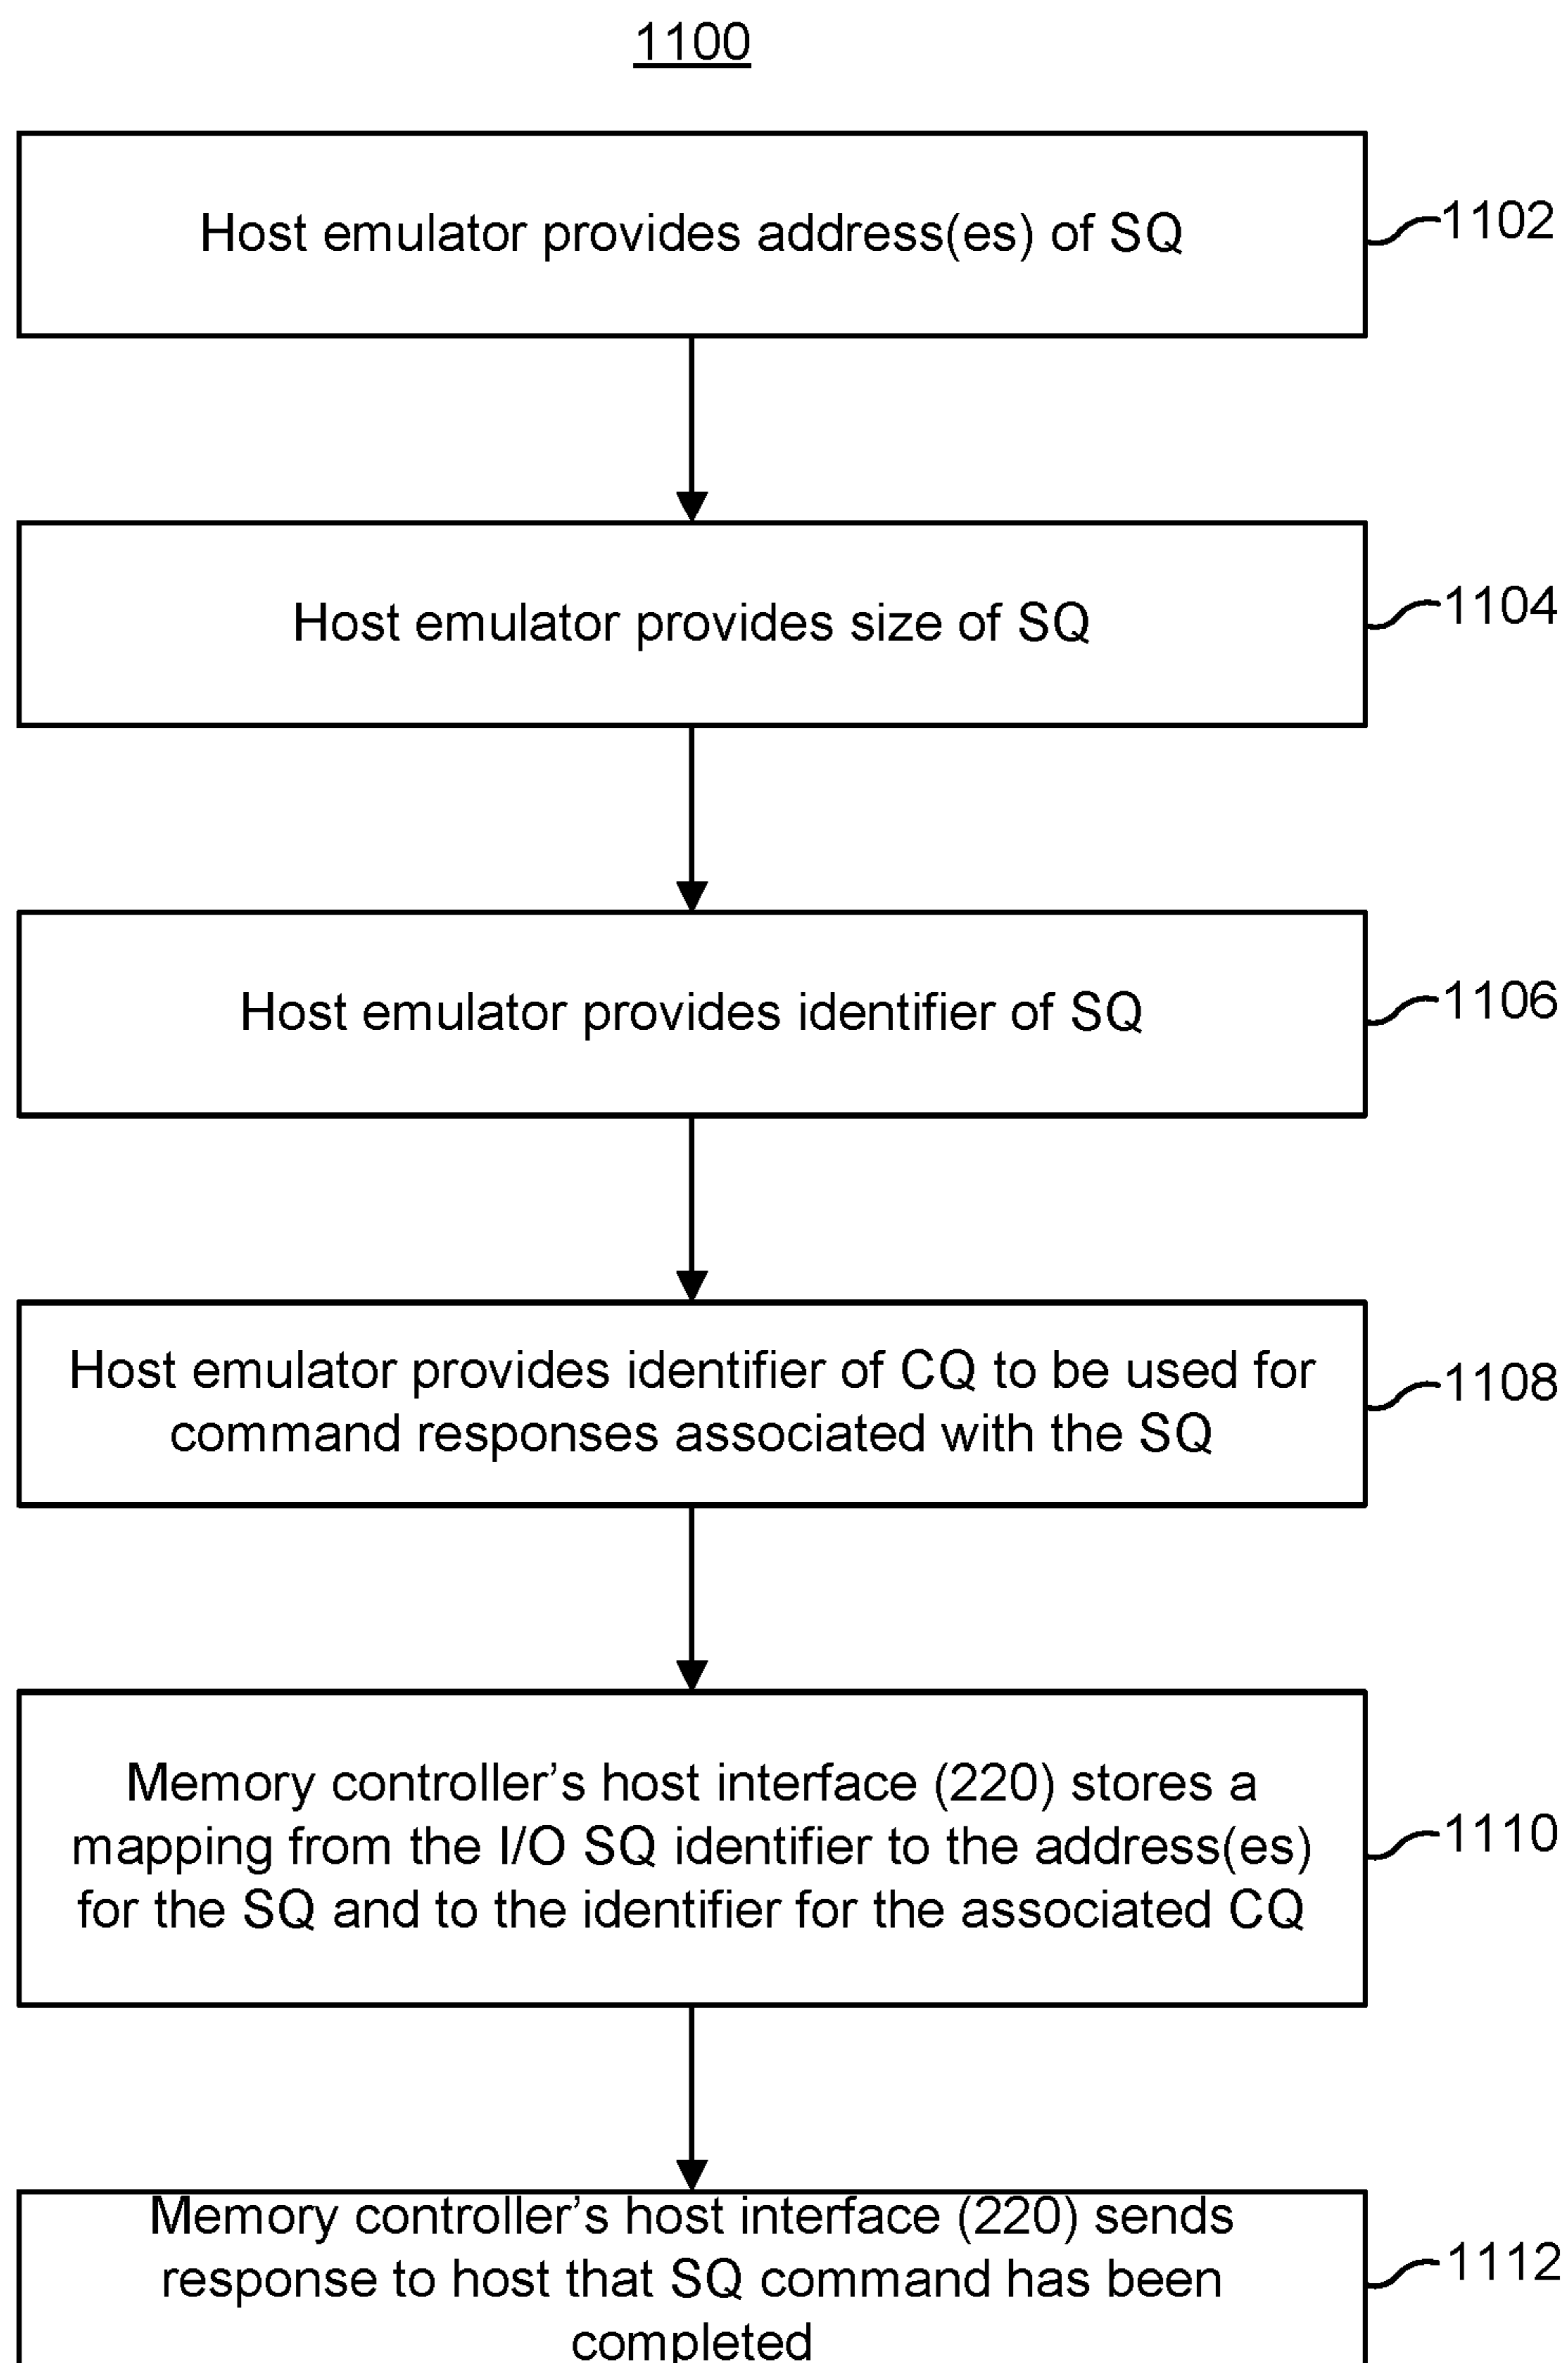 1100
Host emulator provides address(es) of SQ
1102
Host emulator provides size of SQ
1104
Host emulator provides identifier of SQ
1106
Host emulator provides identifier of CQ to be used for
command responses associated with the SQ
1108
Memory controller's host interface (220) stores a
mapping from the I/O SQ identifier to the address(es)
for the SQ and to the identifier for the associated CQ
1110
Memory controller's host interface (220) sends
response to host that SQ command has been
completed
1112